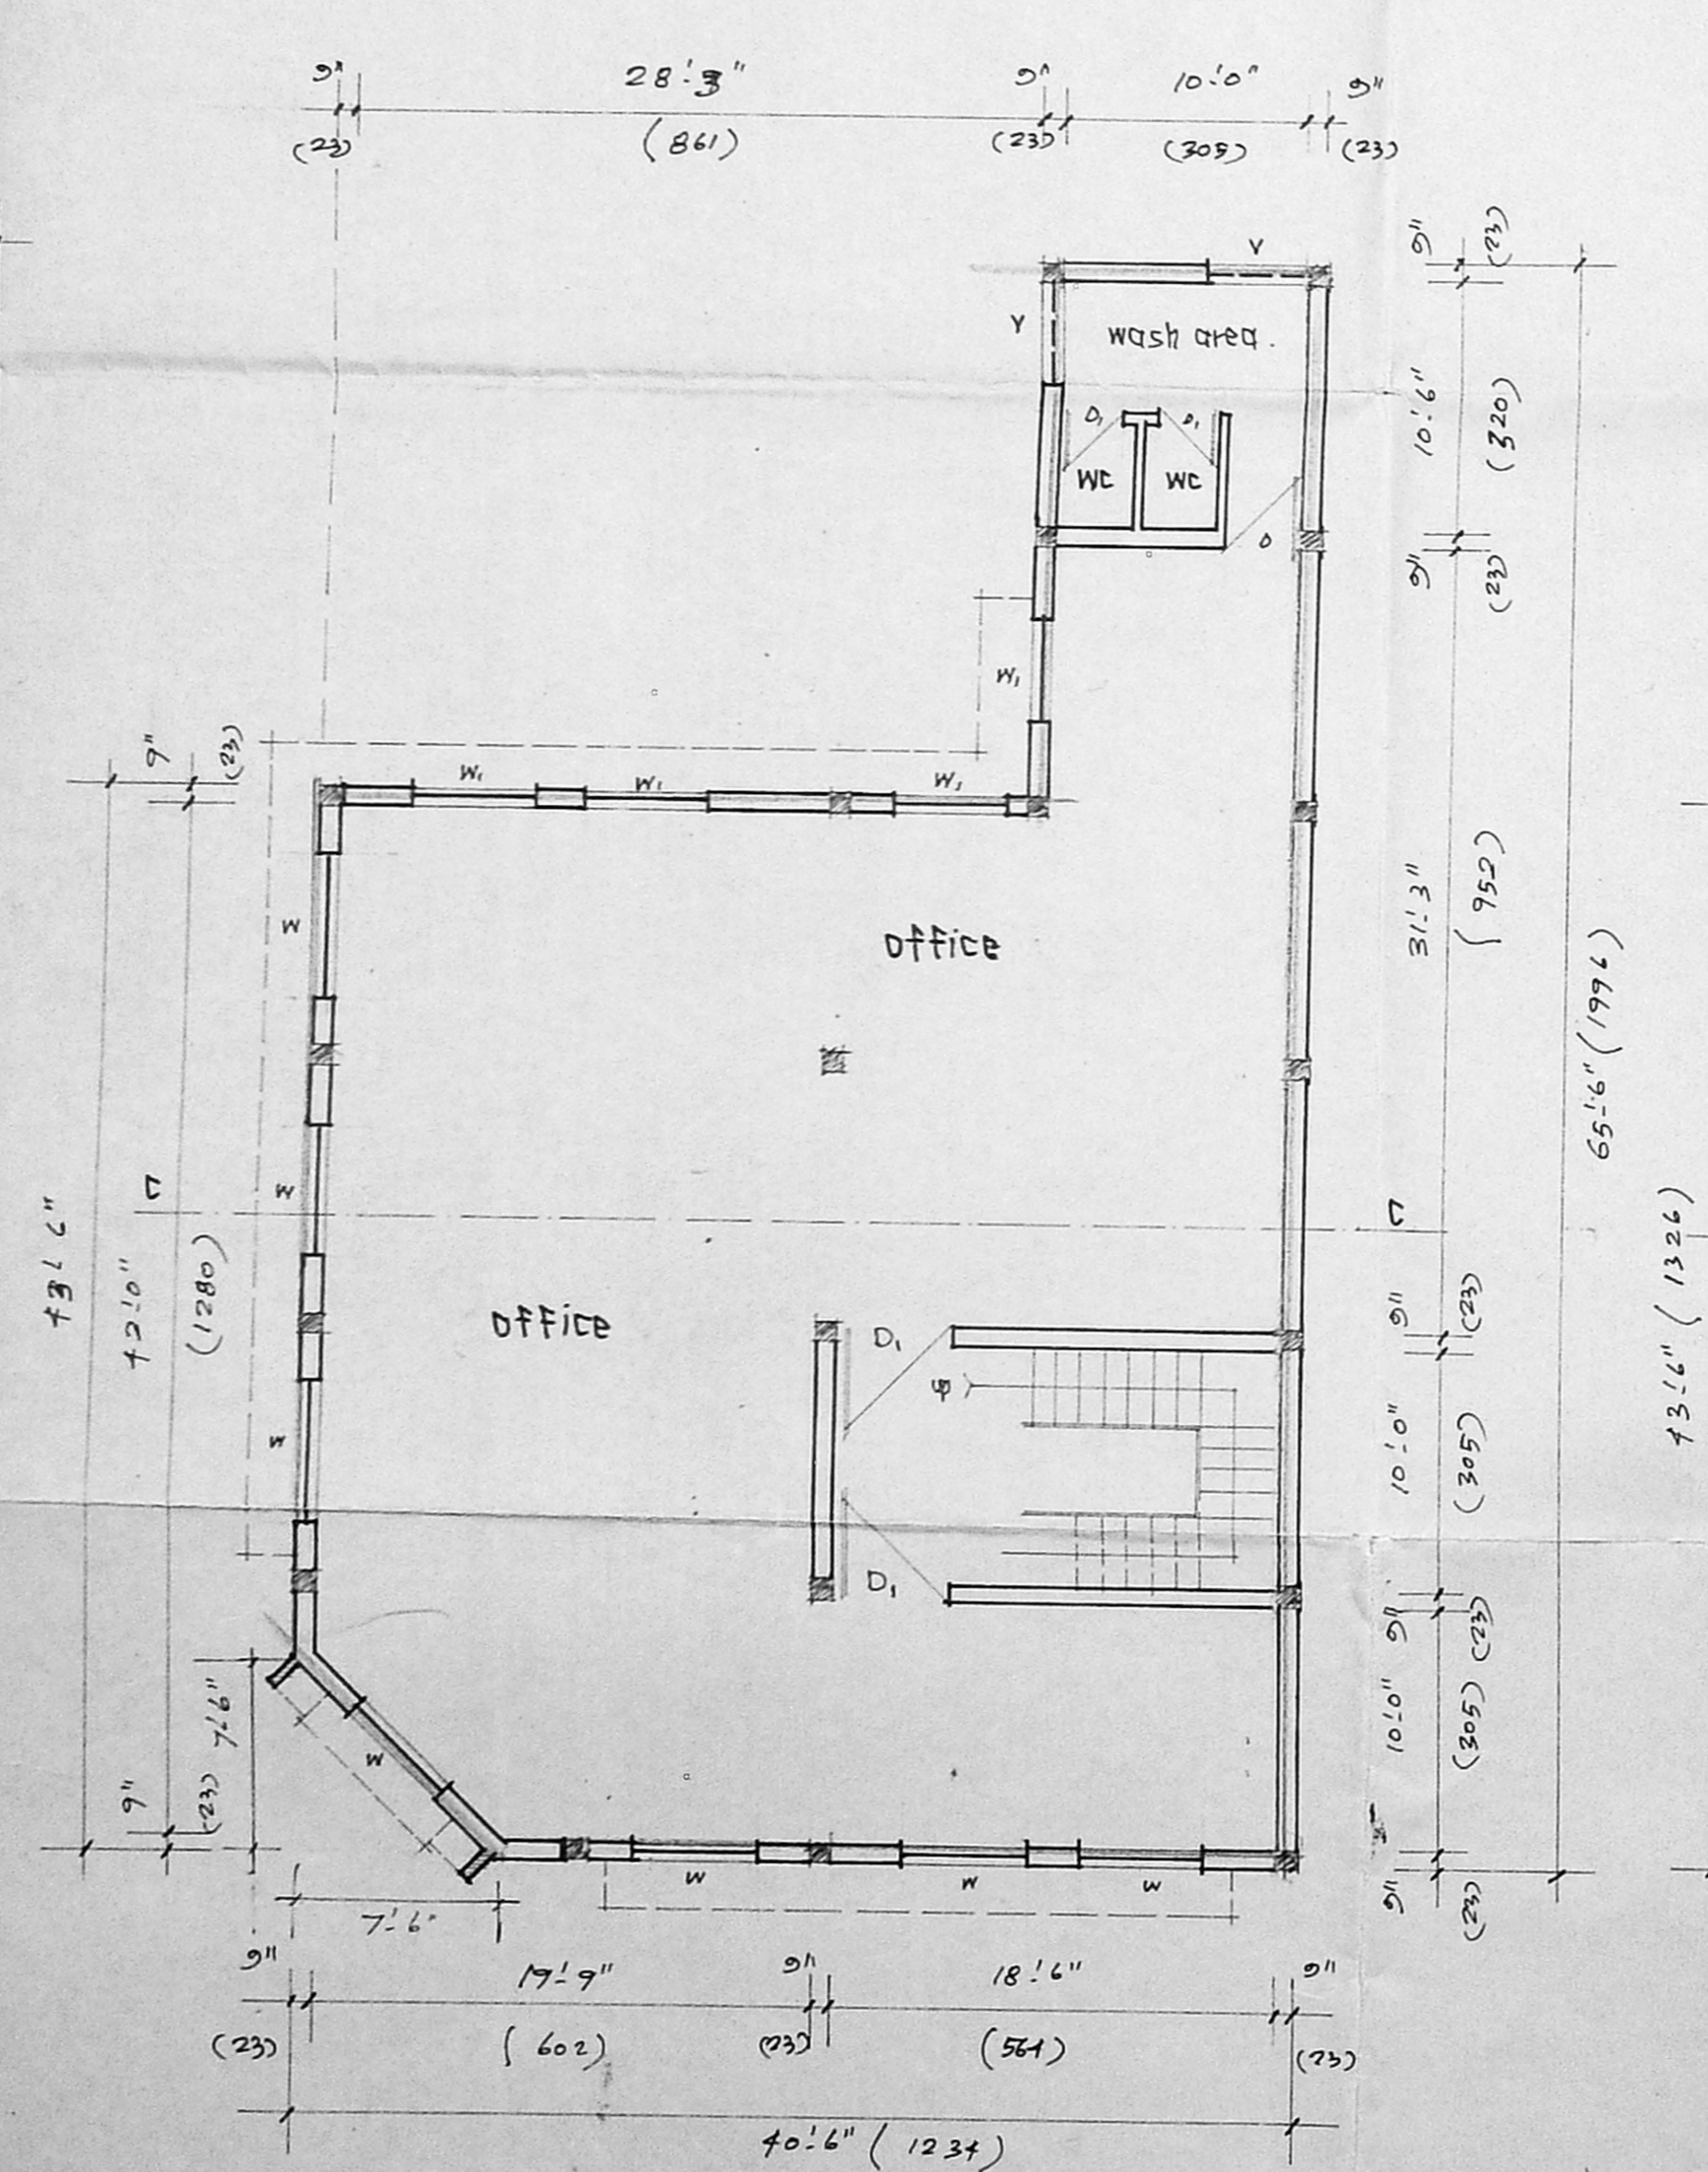 9" 28'-3" 9" 10'-0" 9"
(23) (861) (23) (305) (23)
V
V
wash area.
D1 D1
WC WC
D
W1
W1 W1 W1
W
office
W
office
W
D1
up
D1
W
W W W
9" (23)
43'-6"
42'-0"
(1280)
7'-6"
9" (23)
7'-6"
9" (23)
10'-6" (320)
9" (23)
31'-3" (952)
9" (23)
10'-0" (305)
9" (23)
10'-0" (305)
9" (23)
65'-6" (1996)
43'-6" (1326)
9" 19'-9" 9" 18'-6" 9"
(23) (602) (23) (564) (23)
40'-6" (1234)